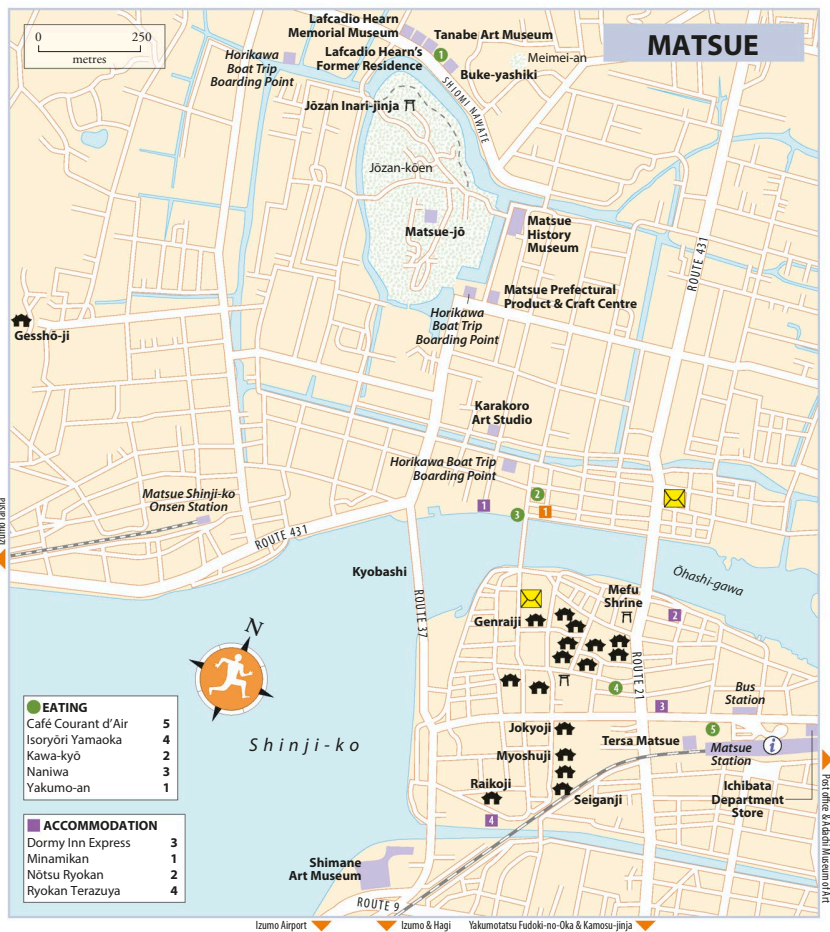 MATSUE
0 250
metres
Lafcadio Hearn
Memorial Museum
Tanabe Art Museum
Horikawa
Boat Trip
Boarding Point
Lafcadio Hearn's
Former Residence
1
Meimei-an
Buke-yashiki
SHIOMI NAWATE
Jōzan Inari-jinja
Jōzan-kōen
Matsue-jō
Matsue
History
Museum
ROUTE 431
Matsue Prefectural
Product & Craft Centre
Horikawa
Boat Trip
Boarding Point
Gesshō-ji
Karakoro
Art Studio
Horikawa Boat Trip
Boarding Point
Matsue Shinji-ko
Onsen Station
1
2
3
1
Izumo Taisha
ROUTE 431
Kyobashi
Ōhashi-gawa
ROUTE 37
Mefu
Shrine
Genraiji
2
ROUTE 21
4
3
Bus
Station
Shinji-ko
Jokyoji
Tersa Matsue
5
Matsue
Station
i
Myoshuji
Raikoji
Seiganji
Ichibata
Department
Store
4
Post office & Adachi Museum of Art
Shimane
Art Museum
ROUTE 9
N
EATING
Café Courant d'Air 5
Isoryōri Yamaoka 4
Kawa-kyō 2
Naniwa 3
Yakumo-an 1
ACCOMMODATION
Dormy Inn Express 3
Minamikan 1
Nōtsu Ryokan 2
Ryokan Terazuya 4
Izumo Airport
Izumo & Hagi
Yakumotatsu Fudoki-no-Oka & Kamosu-jinja